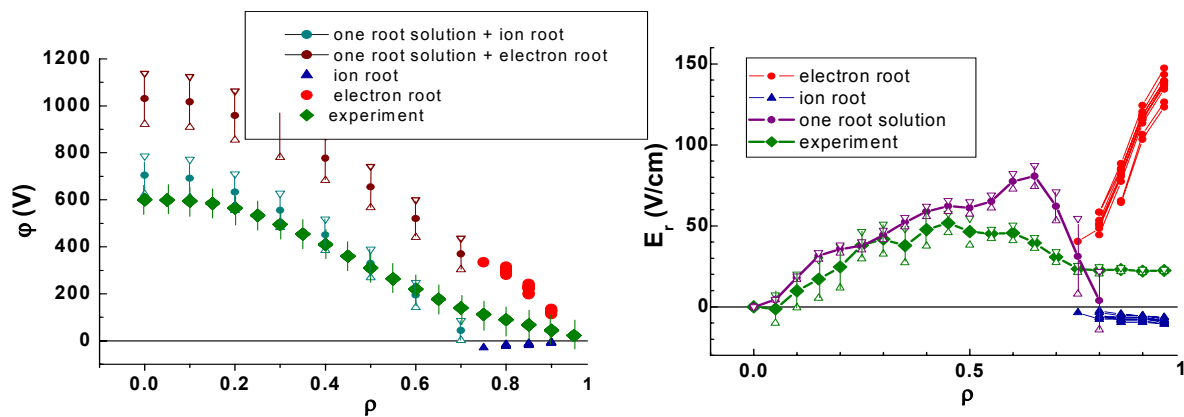 one root solution + ion root
one root solution + electron root
ion root
electron root
experiment
1200
1000
800
600
400
200
0
φ (V)
0.0
0.2
0.4
0.6
0.8
1
ρ
electron root
ion root
one root solution
experiment
150
100
50
0
E_r (V/cm)
0.0
0.5
1
ρ